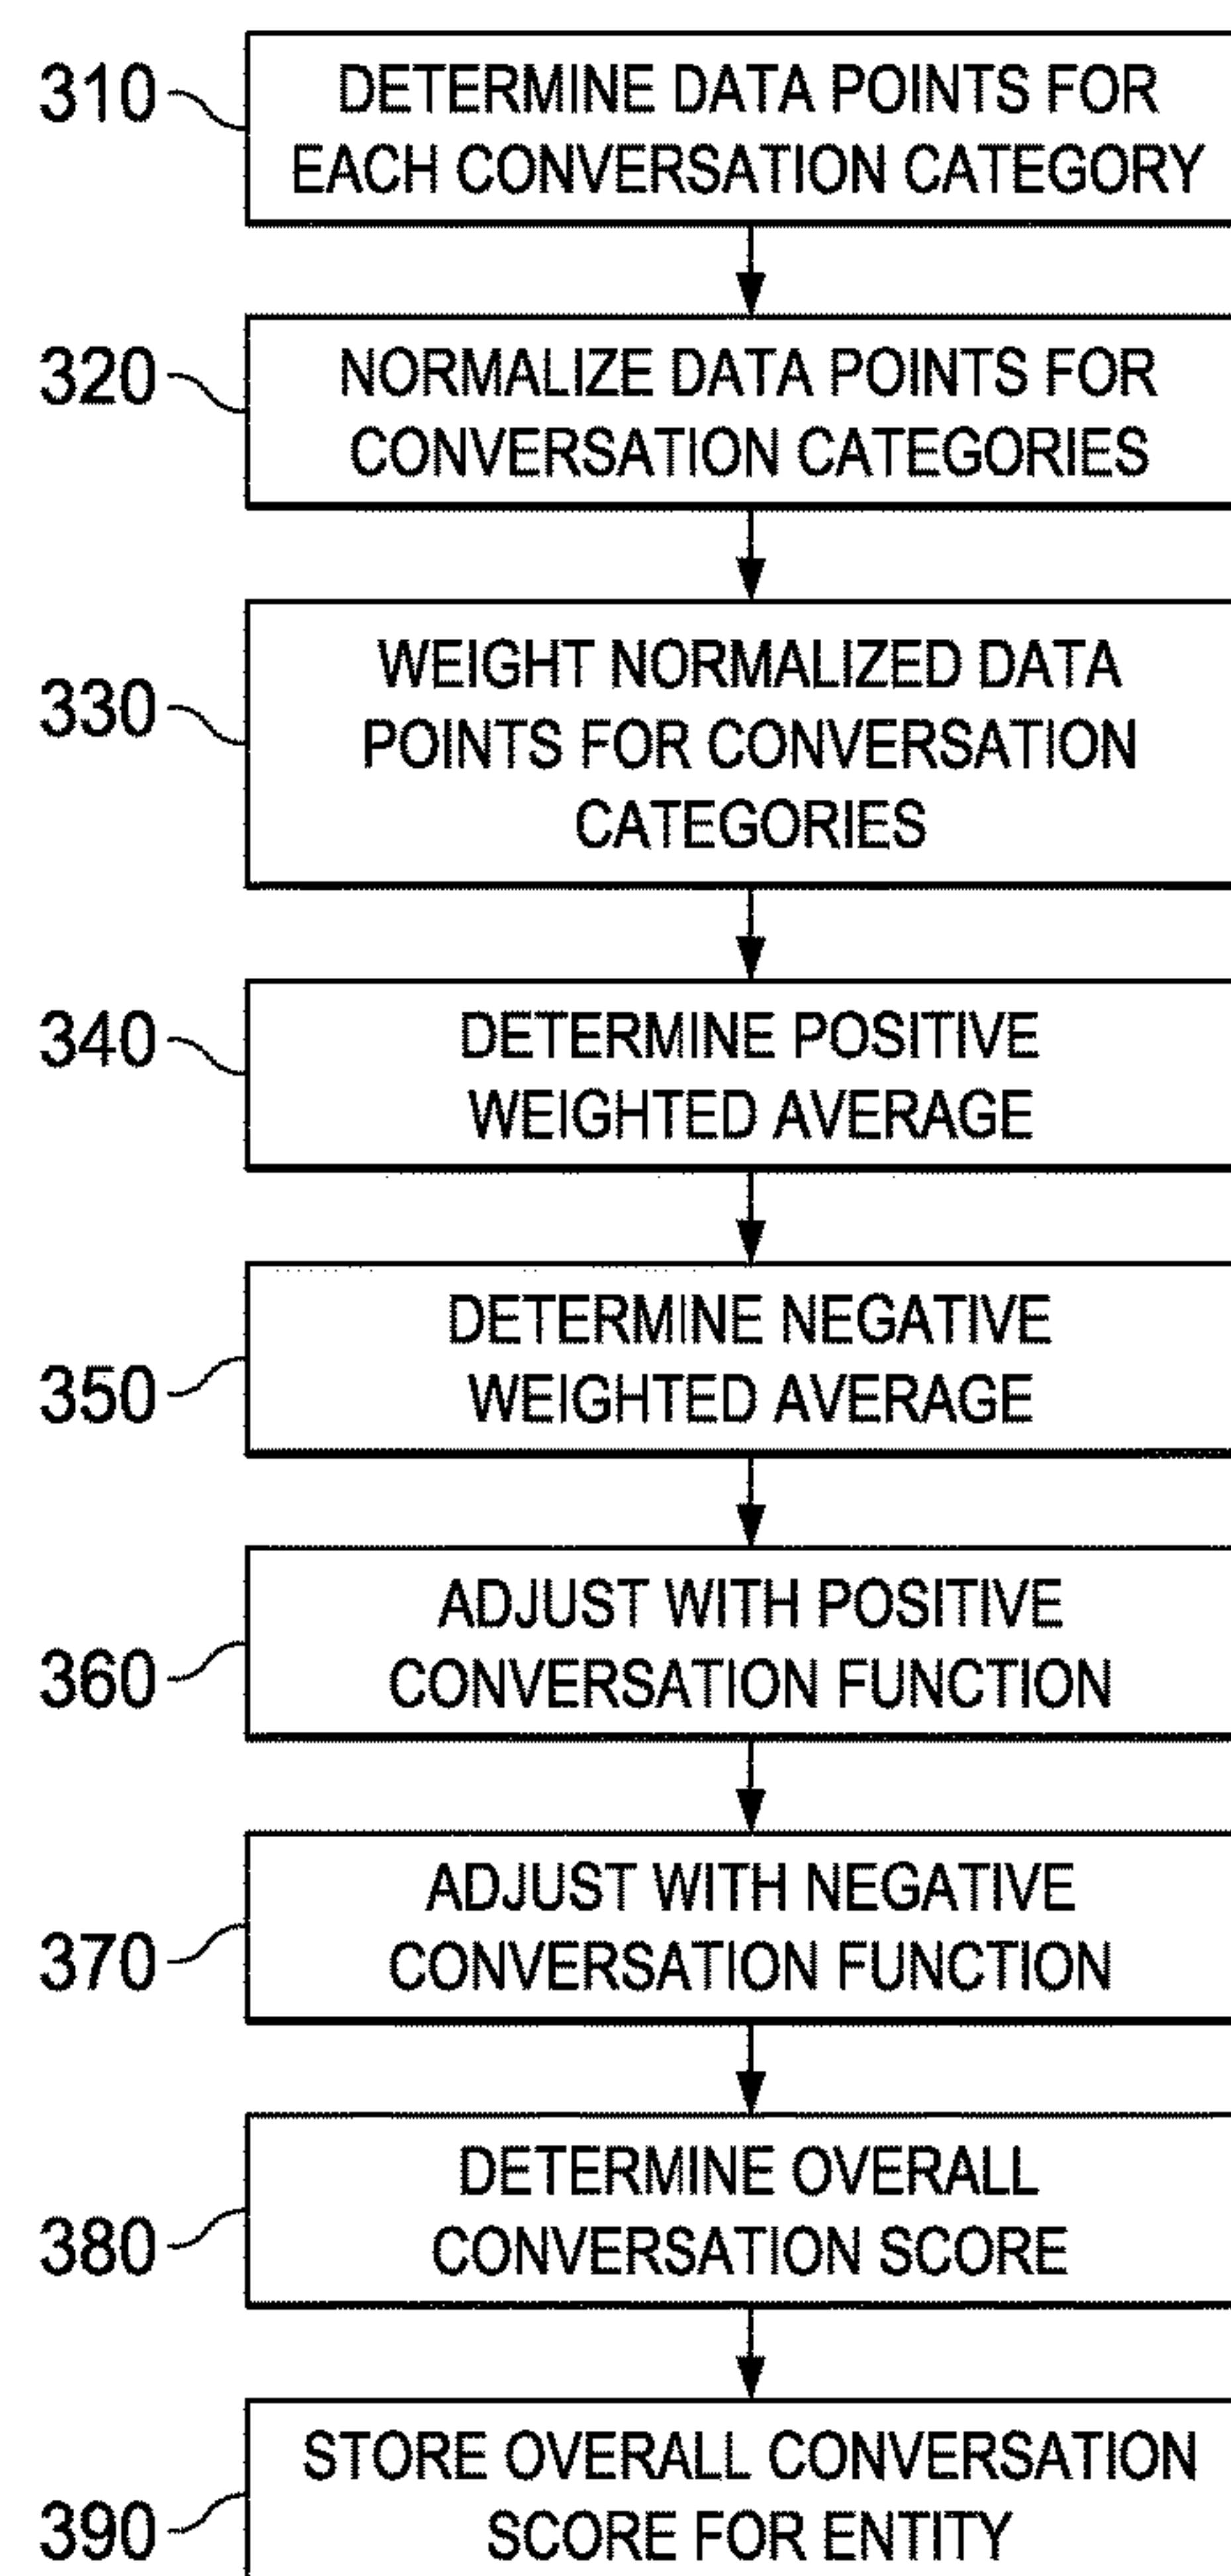 310
DETERMINE DATA POINTS FOR
EACH CONVERSATION CATEGORY
320
NORMALIZE DATA POINTS FOR
CONVERSATION CATEGORIES
330
WEIGHT NORMALIZED DATA
POINTS FOR CONVERSATION
CATEGORIES
340
DETERMINE POSITIVE
WEIGHTED AVERAGE
350
DETERMINE NEGATIVE
WEIGHTED AVERAGE
360
ADJUST WITH POSITIVE
CONVERSATION FUNCTION
370
ADJUST WITH NEGATIVE
CONVERSATION FUNCTION
380
DETERMINE OVERALL
CONVERSATION SCORE
390
STORE OVERALL CONVERSATION
SCORE FOR ENTITY